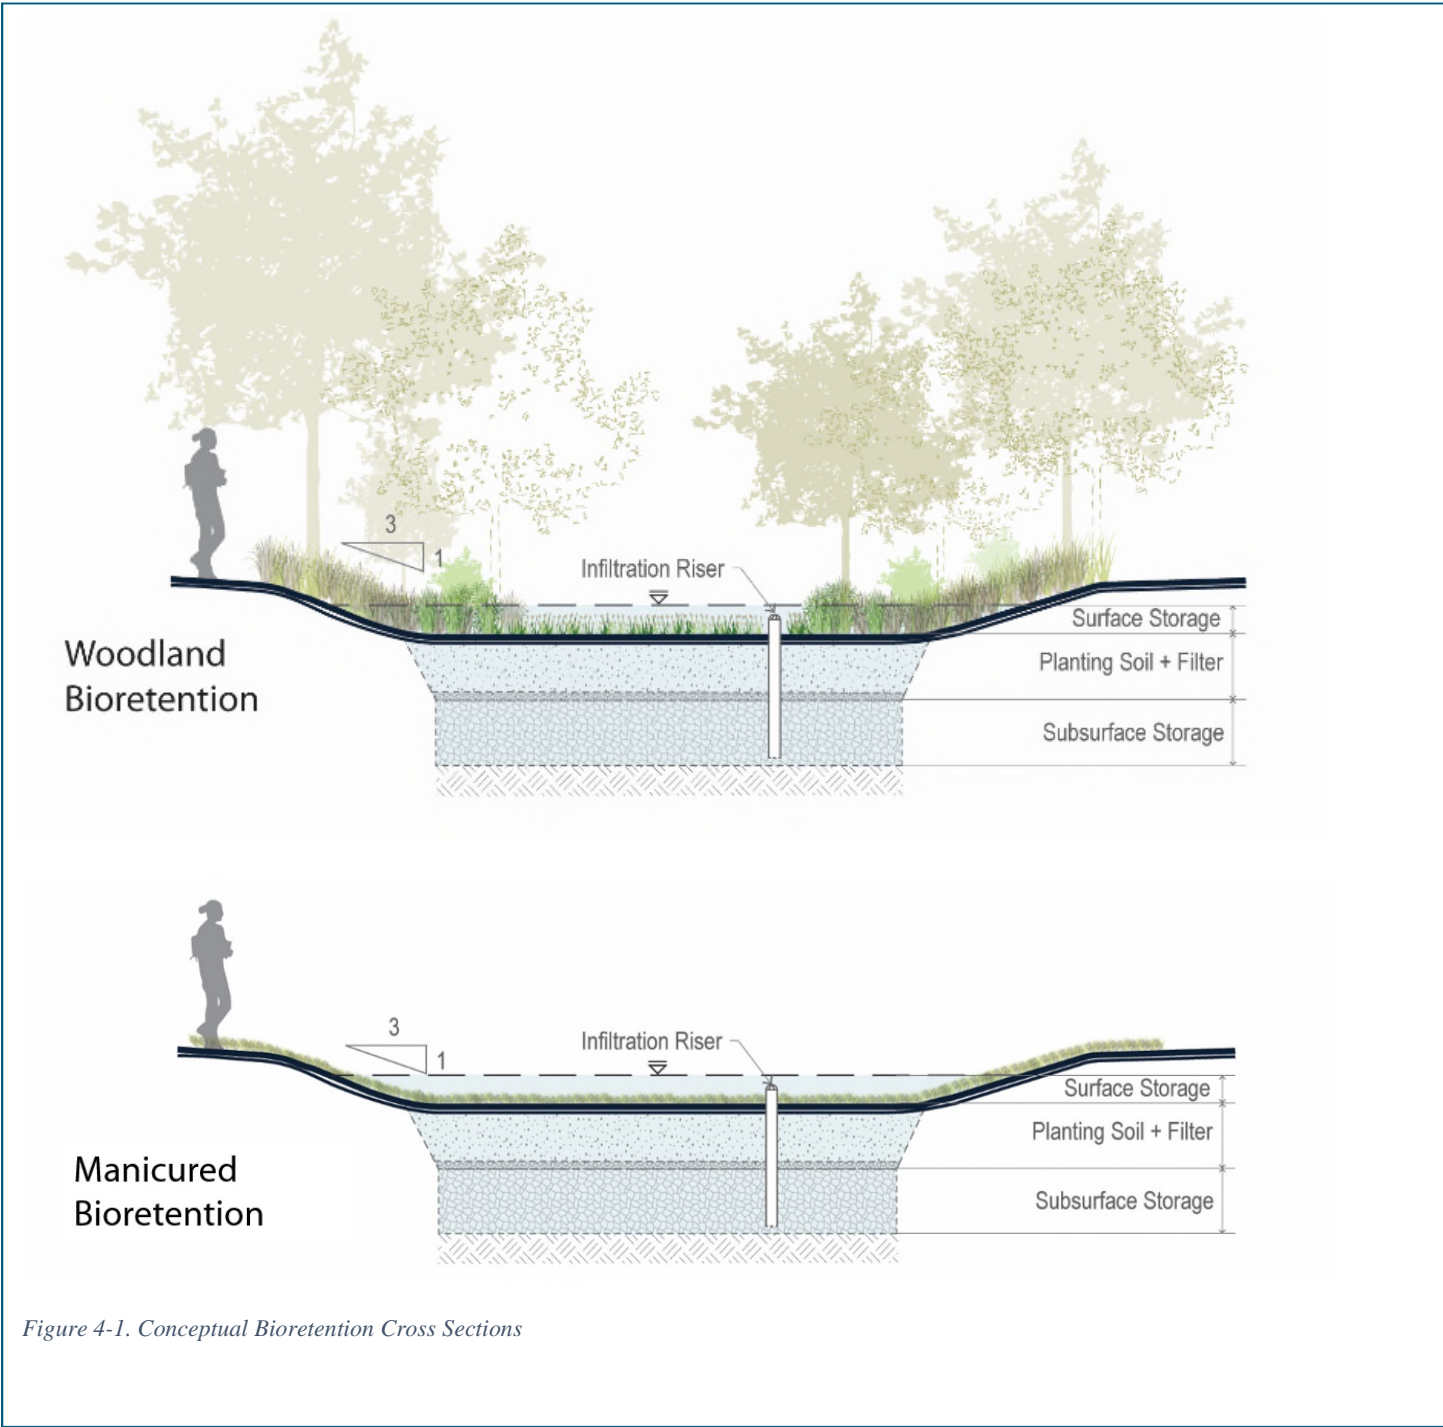 3
1
Infiltration Riser
Surface Storage
Woodland
Bioretention
Planting Soil + Filter
Subsurface Storage
3
1
Infiltration Riser
Surface Storage
Planting Soil + Filter
Manicured
Bioretention
Subsurface Storage
Figure 4-1. Conceptual Bioretention Cross Sections